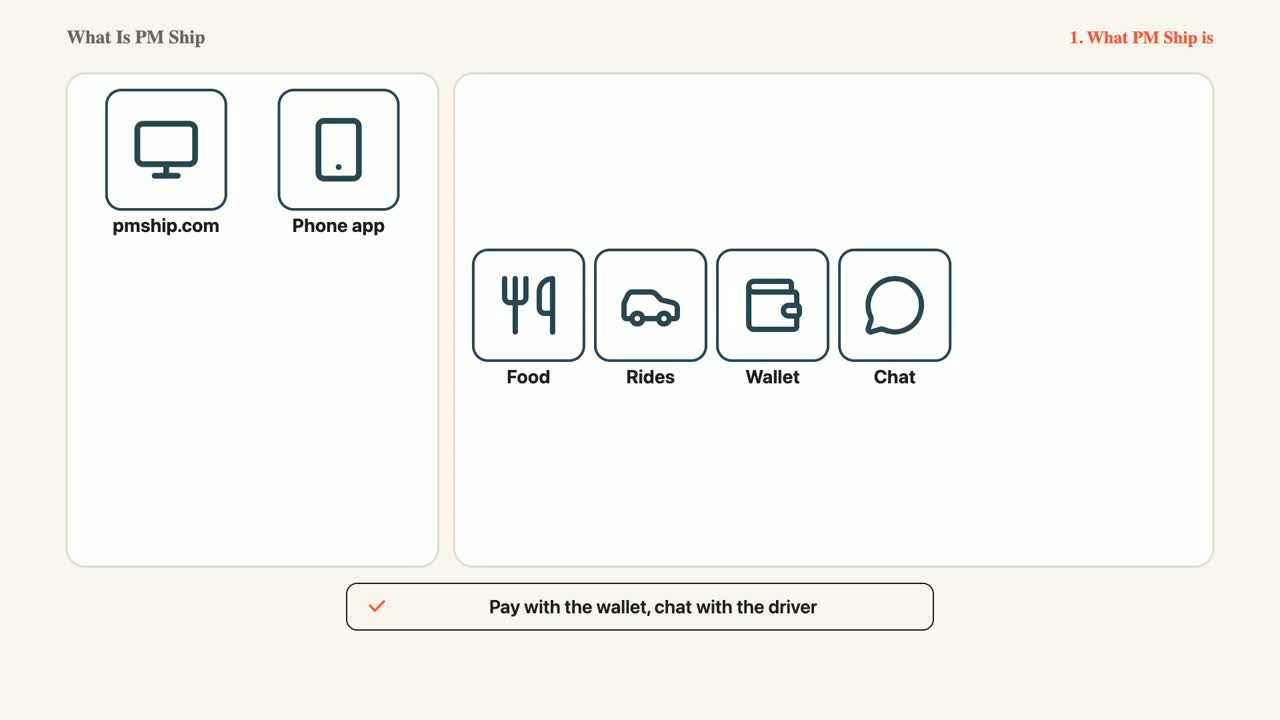 What Is PM Ship
1. What PM Ship is
pmship.com
Phone app
Food
Rides
Wallet
Chat
Pay with the wallet, chat with the driver